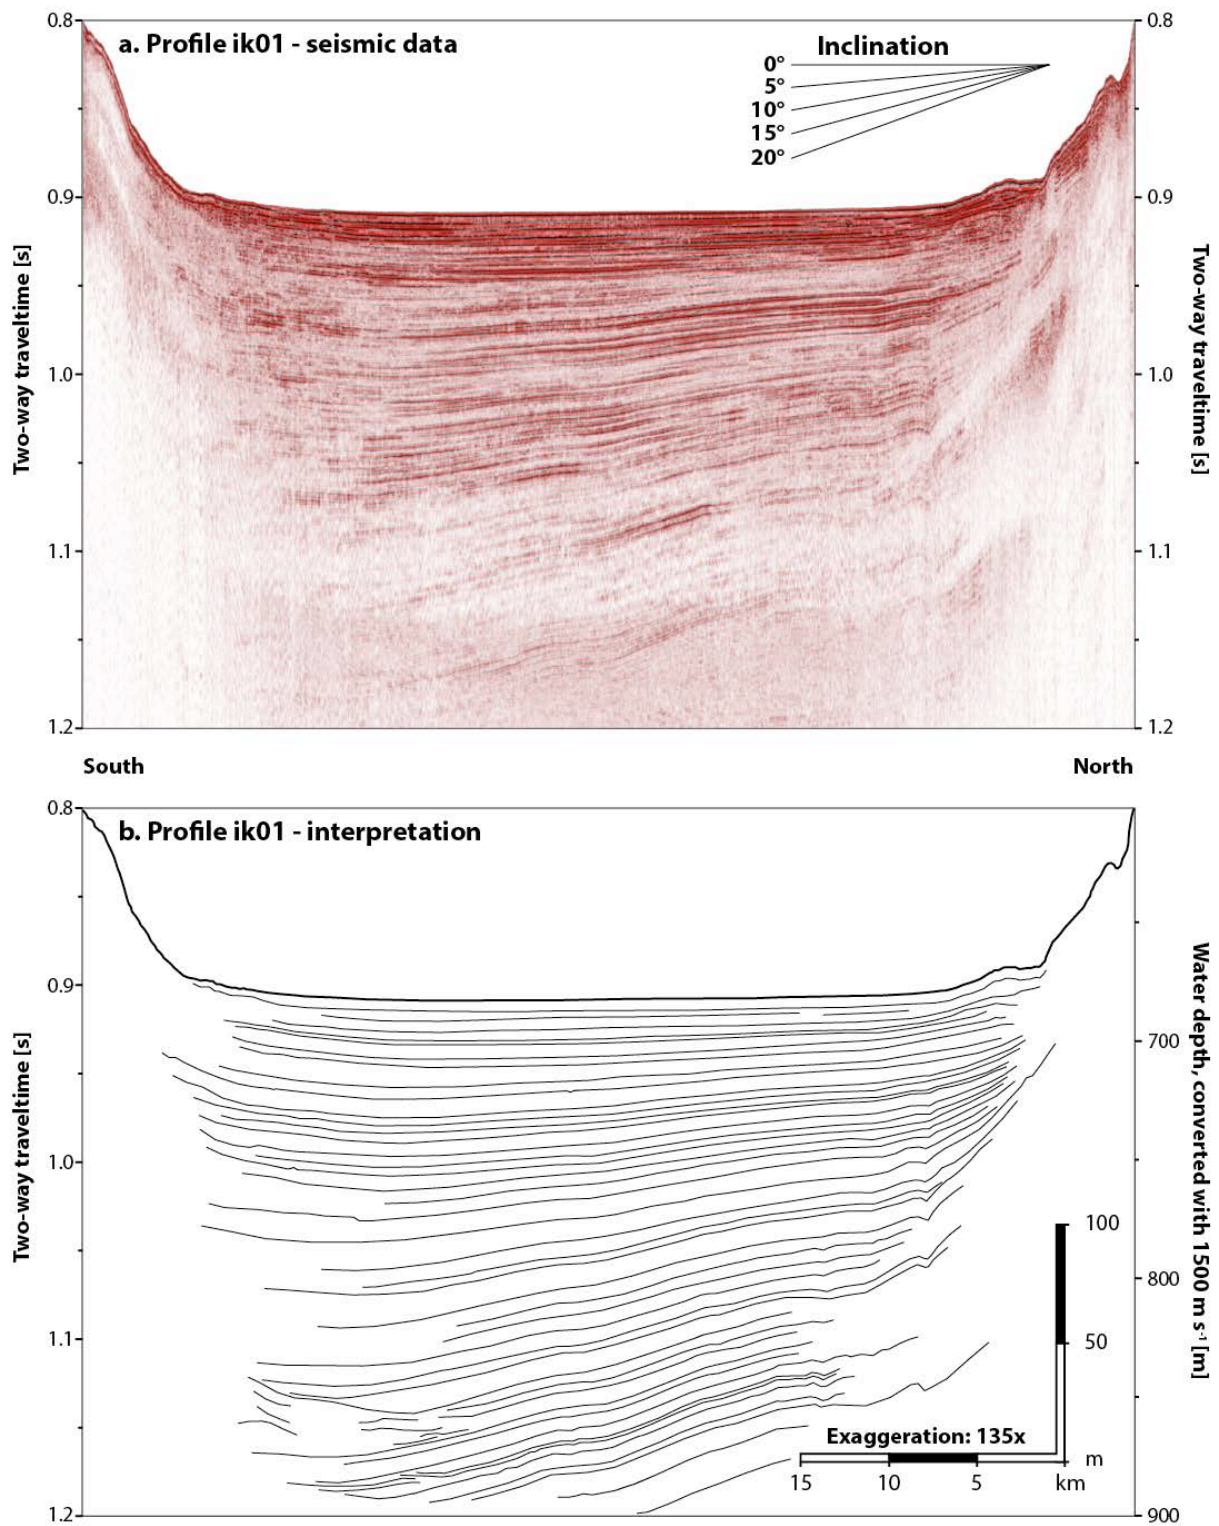 0.8
0.8
a. Profile ik01 - seismic data
Inclination
0°
5°
10°
15°
20°
0.9
0.9
Two-way traveltime [s]
Two-way traveltime [s]
1.0
1.0
1.1
1.1
1.2
1.2
South
North
0.8
b. Profile ik01 - interpretation
0.9
700
Two-way traveltime [s]
Water depth, converted with 1500 m s-1 [m]
1.0
100
800
1.1
50
Exaggeration: 135x
m
15
10
5
km
1.2
900